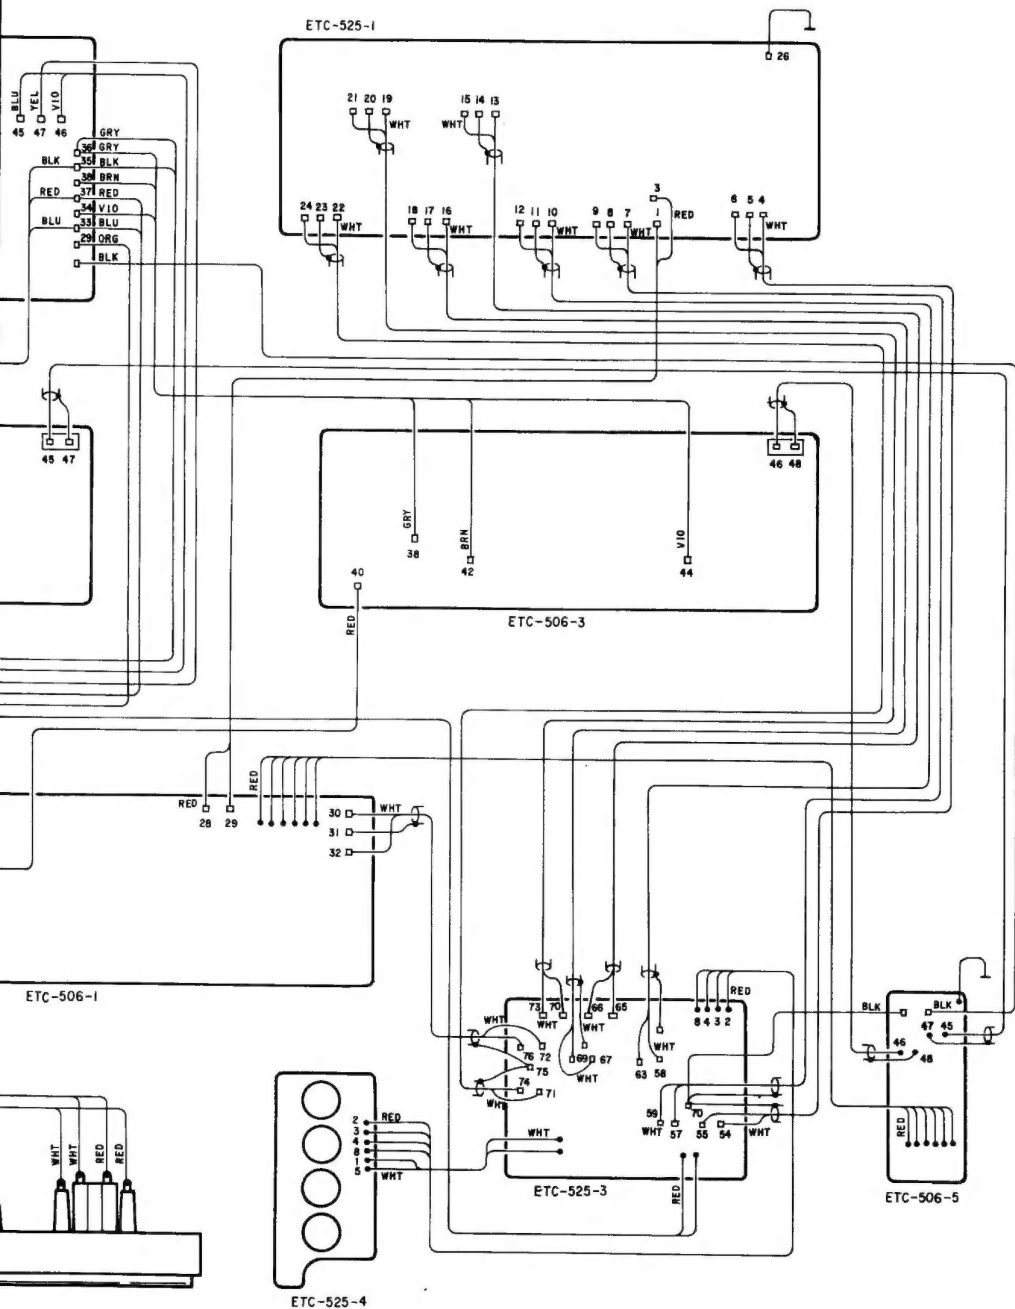 ETC-525-1
26
21 20 19
WHT
15 14 13
WHT
BLU
YEL
VIO
45 47 46
36 GRY
GRY
BLK 35 BLK
38 BRN
RED 37 RED
34 VIO
BLU 33 BLU
29 ORG
BLK
24 23 22
WHT
18 17 16
WHT
12 11 10
WHT
9 8 7
WHT
3
1
RED
6 5 4
WHT
45 47
46 48
GRY
38
BRN
42
VIO
44
40
RED
ETC-506-3
RED
28 29
RED
30
31
32
WHT
ETC-506-1
73 70
WHT
66 65
WHT
8 4 3 2
RED
WHT
76 72
75
74
71
WHT
69 67
WHT
63 58
WHT
59
WHT
57
70
55 54
WHT
WHT
RED
ETC-525-3
BLK
BLK
47 45
46
48
RED
ETC-506-5
2 RED
3
4
8
1
5
WHT
ETC-525-4
WHT
WHT
RED
RED